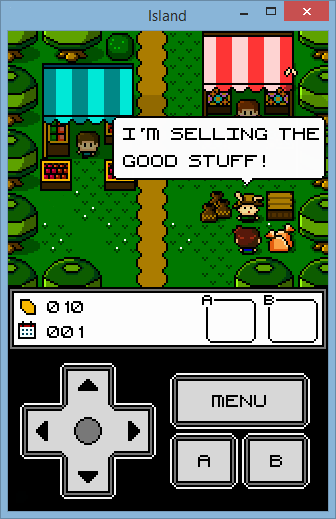 Island
I'M SELLING THE
GOOD STUFF!
010
A
B
001
MENU
A
B